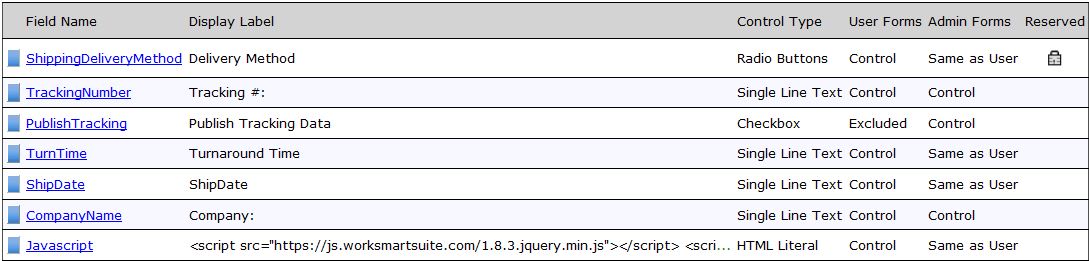 Field Name Display Label Control Type User Forms Admin Forms Reserved
ShippingDeliveryMethod Delivery Method Radio Buttons Control Same as User
TrackingNumber Tracking #: Single Line Text Control Control
PublishTracking Publish Tracking Data Checkbox Excluded Control
TurnTime Turnaround Time Single Line Text Control Same as User
ShipDate ShipDate Single Line Text Control Same as User
CompanyName Company: Single Line Text Control Control
Javascript <script src="https://js.worksmartsuite.com/1.8.3.jquery.min.js"></script> <scri... HTML Literal Control Same as User